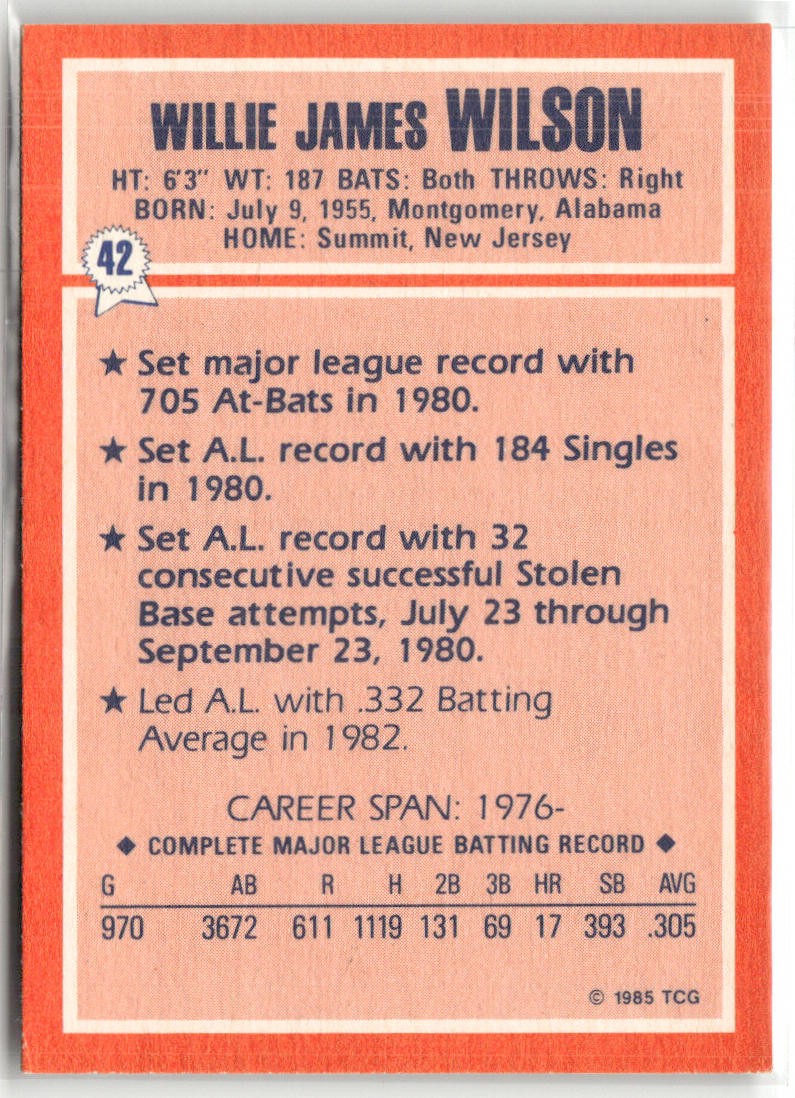 WILLIE JAMES WILSON
HT: 6'3" WT: 187 BATS: Both THROWS: Right
BORN: July 9, 1955, Montgomery, Alabama
HOME: Summit, New Jersey
42
★ Set major league record with
705 At-Bats in 1980.
★ Set A.L. record with 184 Singles
in 1980.
★ Set A.L. record with 32
consecutive successful Stolen
Base attempts, July 23 through
September 23, 1980.
★ Led A.L. with .332 Batting
Average in 1982.
CAREER SPAN: 1976-
◆ COMPLETE MAJOR LEAGUE BATTING RECORD ◆
G AB R H 2B 3B HR SB AVG
970 3672 611 1119 131 69 17 393 .305
© 1985 TCG